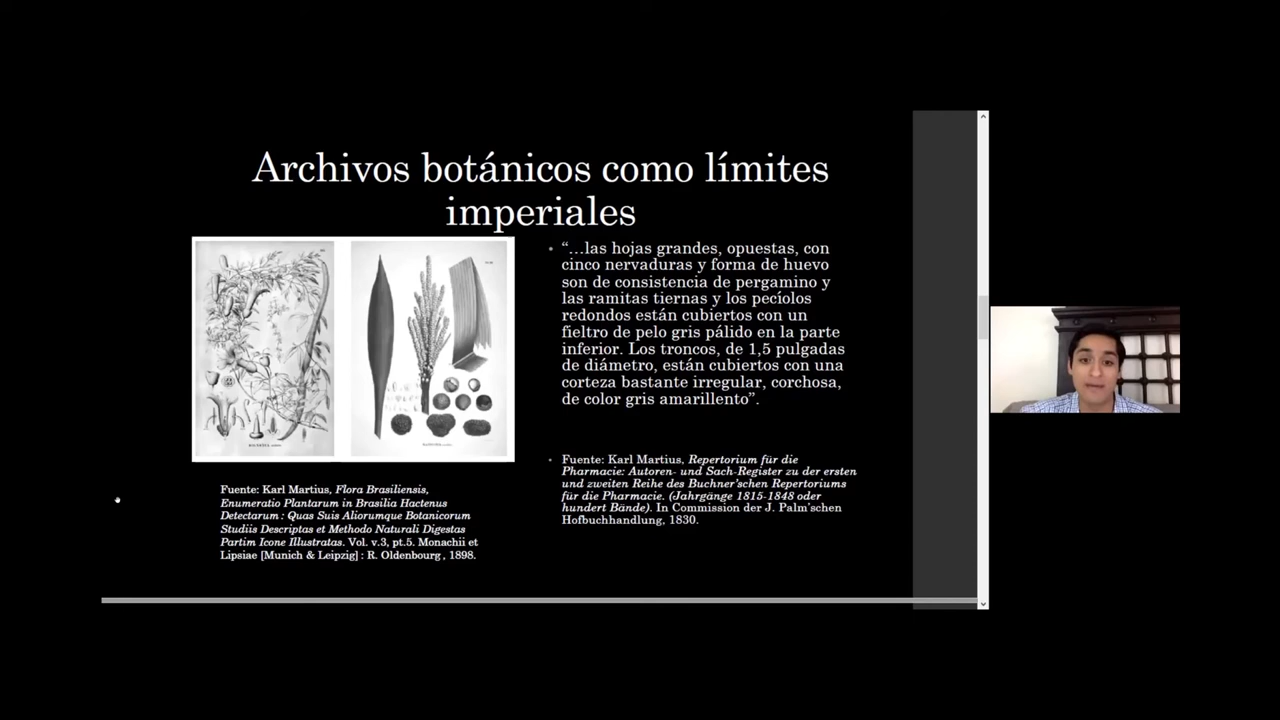 Archivos botánicos como límites
imperiales
• “…las hojas grandes, opuestas, con
cinco nervaduras y forma de huevo
son de consistencia de pergamino y
las ramitas tiernas y los pecíolos
redondos están cubiertos con un
fieltro de pelo gris pálido en la parte
inferior. Los troncos, de 1,5 pulgadas
de diámetro, están cubiertos con una
corteza bastante irregular, corchosa,
de color gris amarillento”.
Fuente: Karl Martius, Flora Brasiliensis,
Enumeratio Plantarum in Brasilia Hactenus
Detectarum : Quas Suis Aliorumque Botanicorum
Studiis Descriptas et Methodo Naturali Digestas
Partim Icone Illustratas. Vol. v.3, pt.5. Monachii et
Lipsiae [Munich & Leipzig] : R. Oldenbourg , 1898.
• Fuente: Karl Martius, Repertorium für die
Pharmacie: Autoren- und Sach-Register zu der ersten
und zweiten Reihe des Buchner’schen Repertoriums
für die Pharmacie. (Jahrgänge 1815-1848 oder
hundert Bände). In Commission der J. Palm’schen
Hofbuchhandlung, 1830.